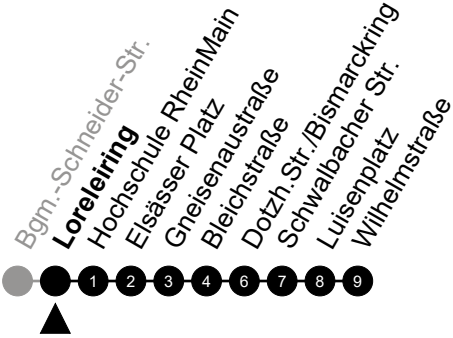 Bgm.-Schneider-Str.
Loreleiring
Hochschule RheinMain
Elsässer Platz
Gneisenaustraße
Bleichstraße
Dotzh.Str./Bismarckring
Schwalbacher Str.
Luisenplatz
Wilhelmstraße
1 2 3 4 6 7 8 9